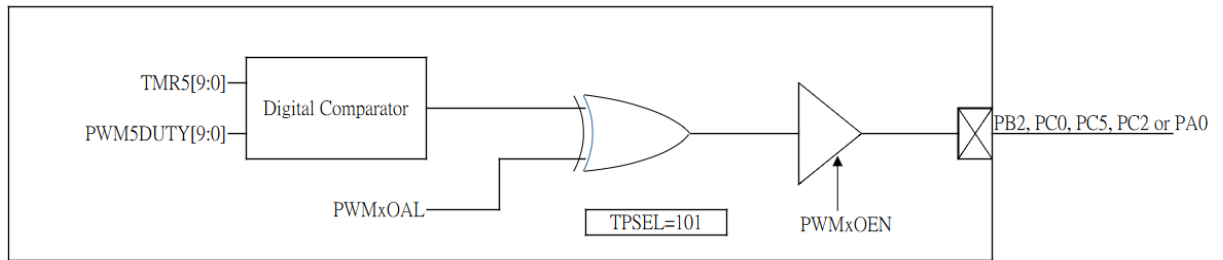 TMR5[9:0]
Digital Comparator
PWM5DUTY[9:0]
PB2, PC0, PC5, PC2 or PA0
PWMxOAL
TPSEL=101
PWMxOEN